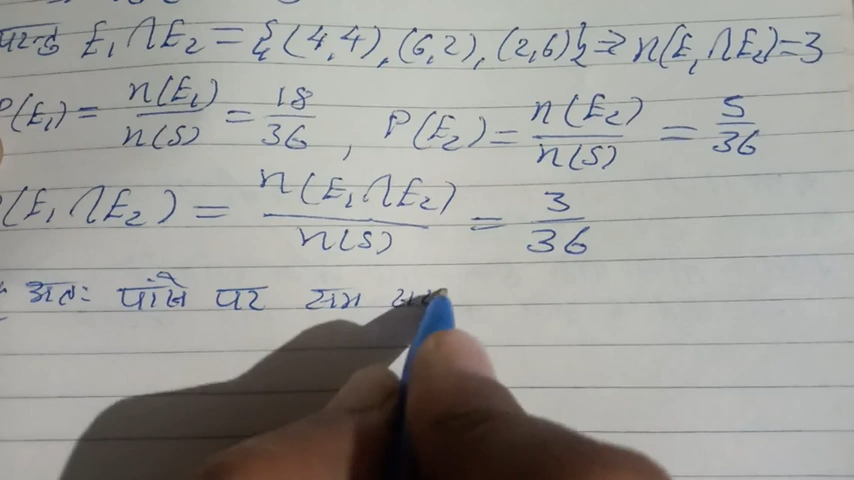 परन्तु E₁∩E₂ = {(4,4),(6,2),(2,6)} ⇒ n(E₁∩E₂)=3
P(E₁) = n(E₁)/n(S) = 18/36 , P(E₂) = n(E₂)/n(S) = 5/36
(E₁∩E₂) = n(E₁∩E₂)/n(S) = 3/36
अतः पांसे पर सम